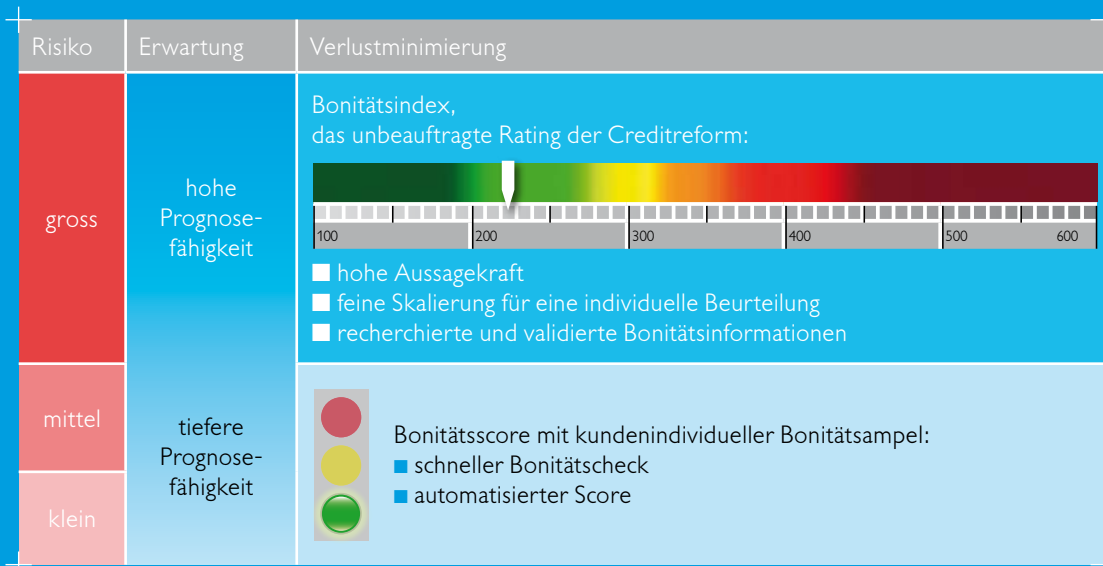 Risiko Erwartung Verlustminimierung
gross
hohe
Prognose-
fähigkeit
Bonitätsindex,
das unbeauftragte Rating der Creditreform:
100 200 300 400 500 600
hohe Aussagekraft
feine Skalierung für eine individuelle Beurteilung
recherchierte und validierte Bonitätsinformationen
mittel
klein
tiefere
Prognose-
fähigkeit
Bonitätsscore mit kundenindividueller Bonitätsampel:
schneller Bonitätscheck
automatisierter Score